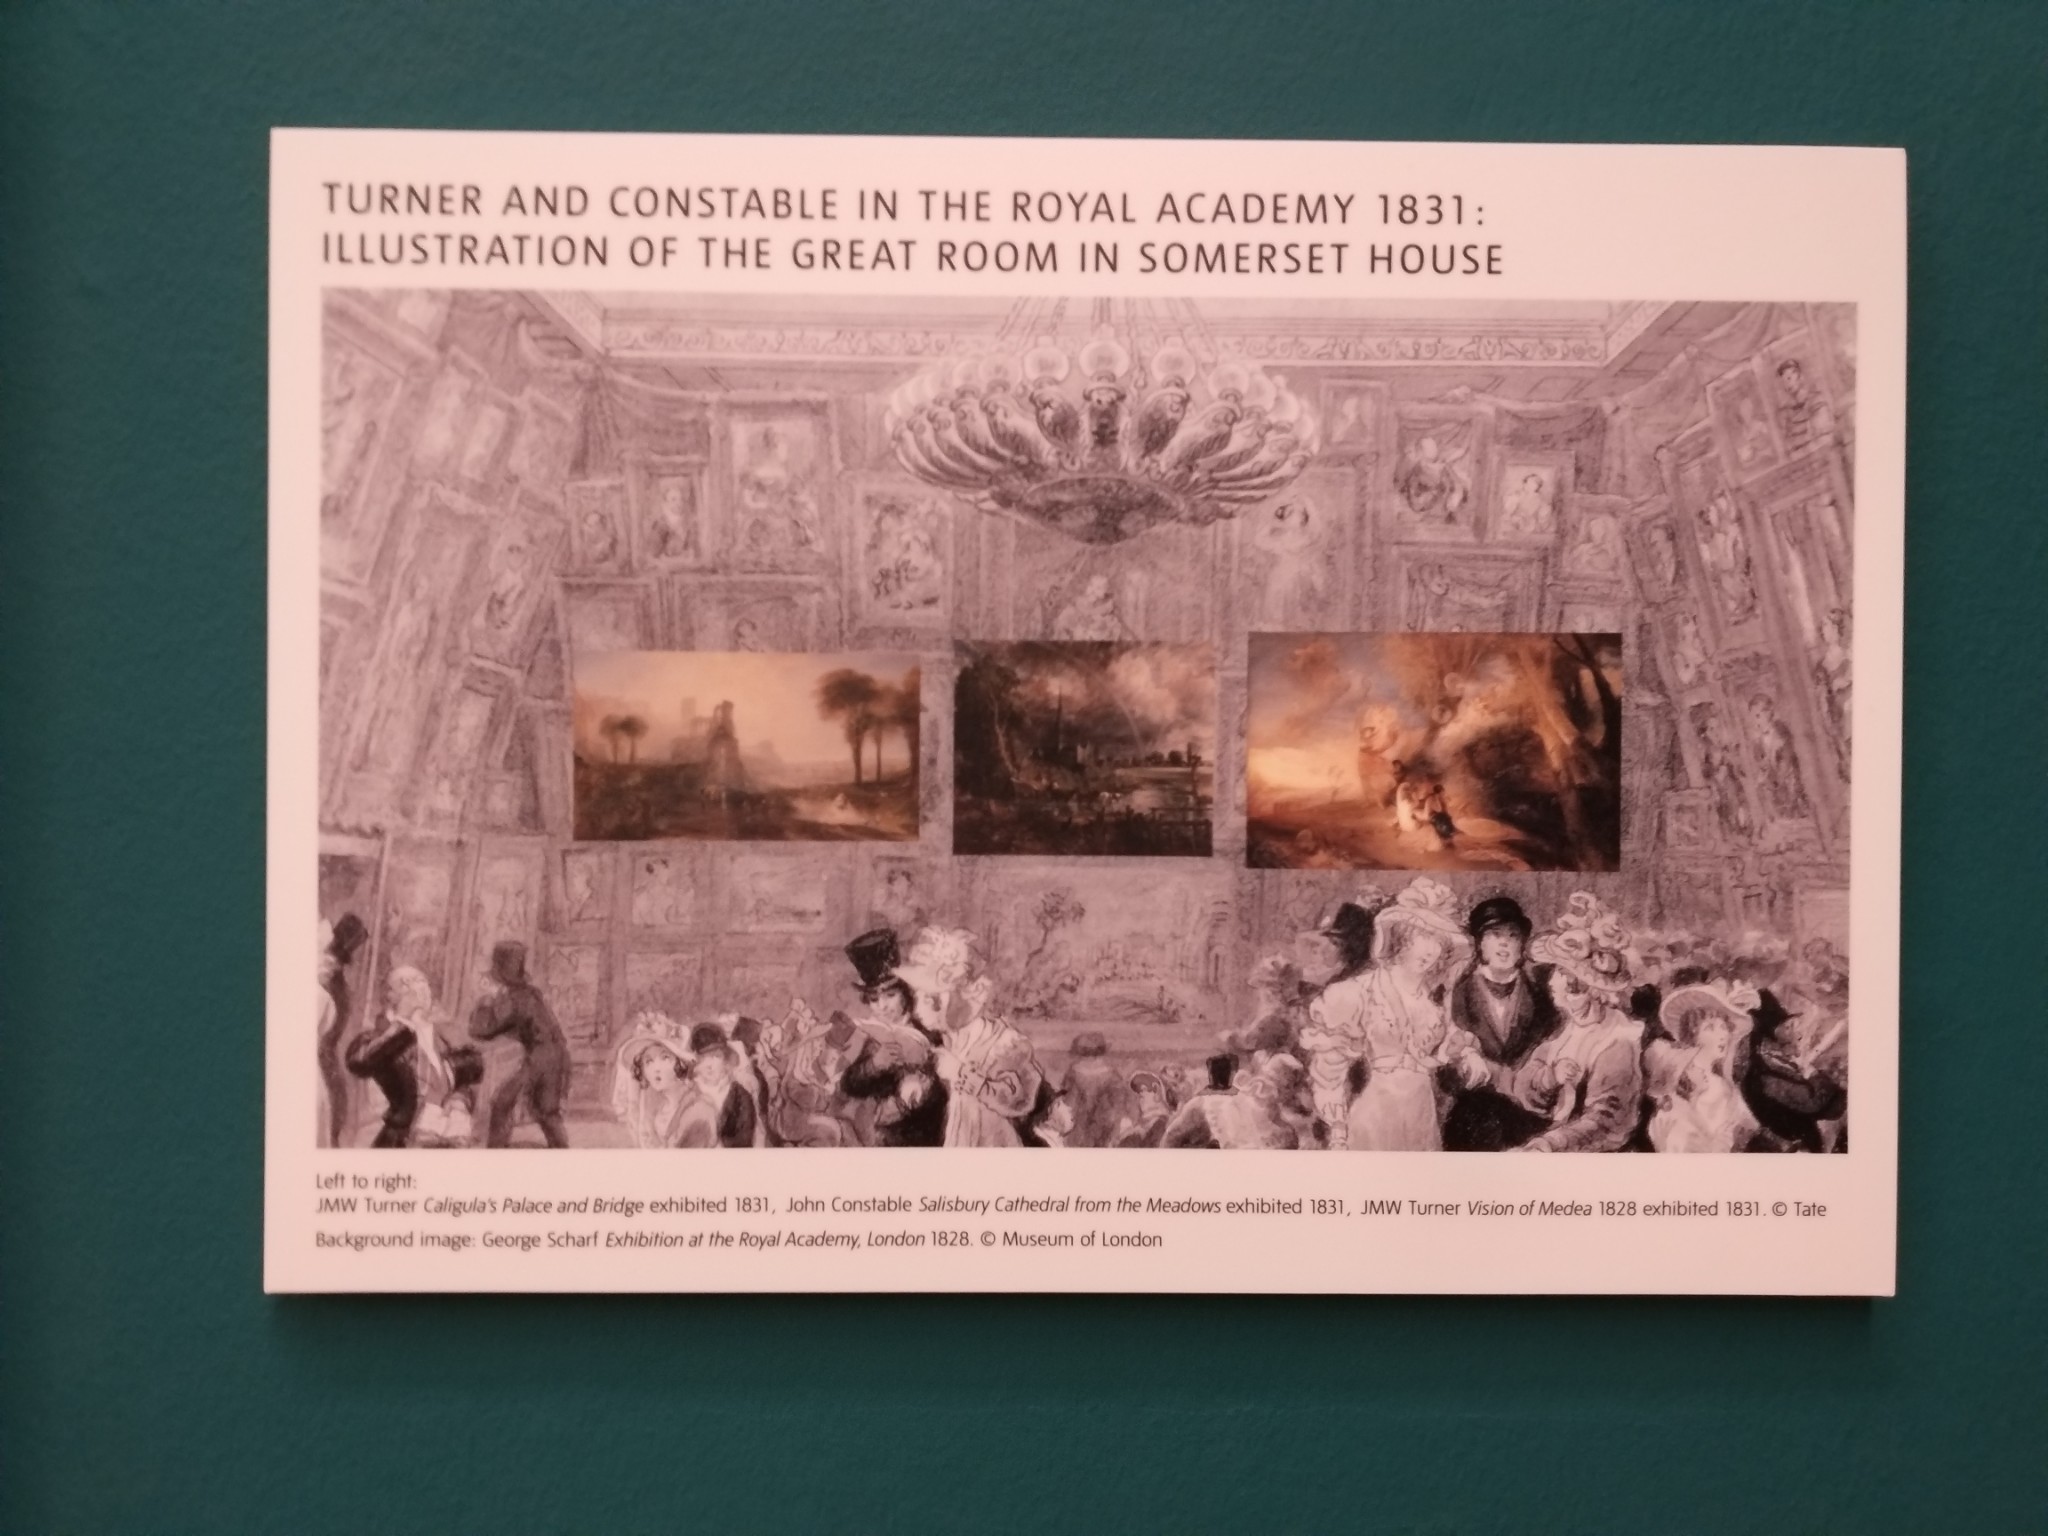 TURNER AND CONSTABLE IN THE ROYAL ACADEMY 1831:
ILLUSTRATION OF THE GREAT ROOM IN SOMERSET HOUSE
Left to right:
JMW Turner Caligula's Palace and Bridge exhibited 1831, John Constable Salisbury Cathedral from the Meadows exhibited 1831, JMW Turner Vision of Medea 1828 exhibited 1831. © Tate
Background image: George Scharf Exhibition at the Royal Academy, London 1828. © Museum of London